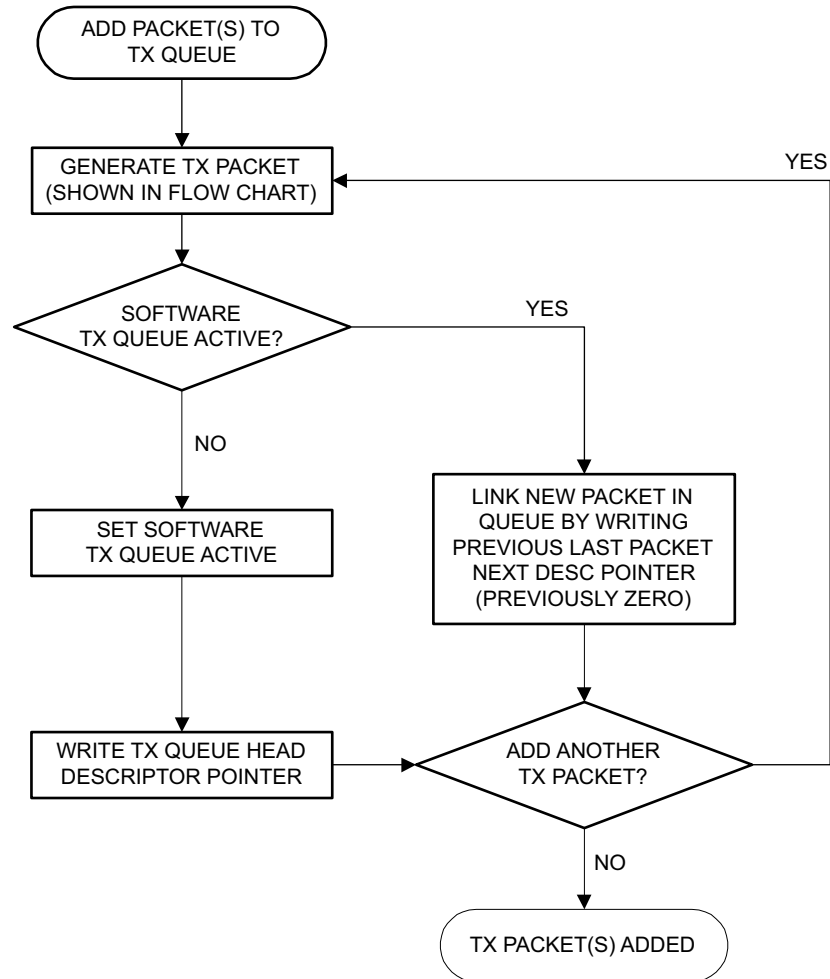 ADD PACKET(S) TO
TX QUEUE
GENERATE TX PACKET
(SHOWN IN FLOW CHART)
YES
SOFTWARE
TX QUEUE ACTIVE?
YES
NO
SET SOFTWARE
TX QUEUE ACTIVE
LINK NEW PACKET IN
QUEUE BY WRITING
PREVIOUS LAST PACKET
NEXT DESC POINTER
(PREVIOUSLY ZERO)
WRITE TX QUEUE HEAD
DESCRIPTOR POINTER
ADD ANOTHER
TX PACKET?
NO
TX PACKET(S) ADDED